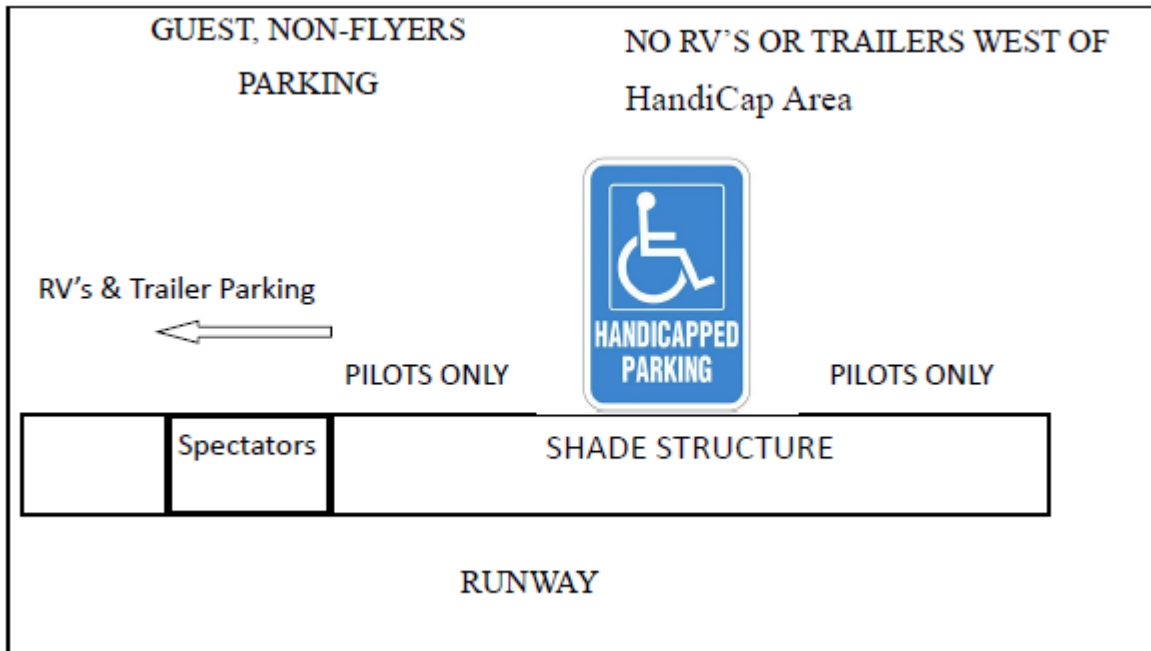 GUEST, NON-FLYERS
PARKING
NO RV’S OR TRAILERS WEST OF
HandiCap Area
HANDICAPPED
PARKING
RV’s & Trailer Parking
PILOTS ONLY
PILOTS ONLY
Spectators
SHADE STRUCTURE
RUNWAY